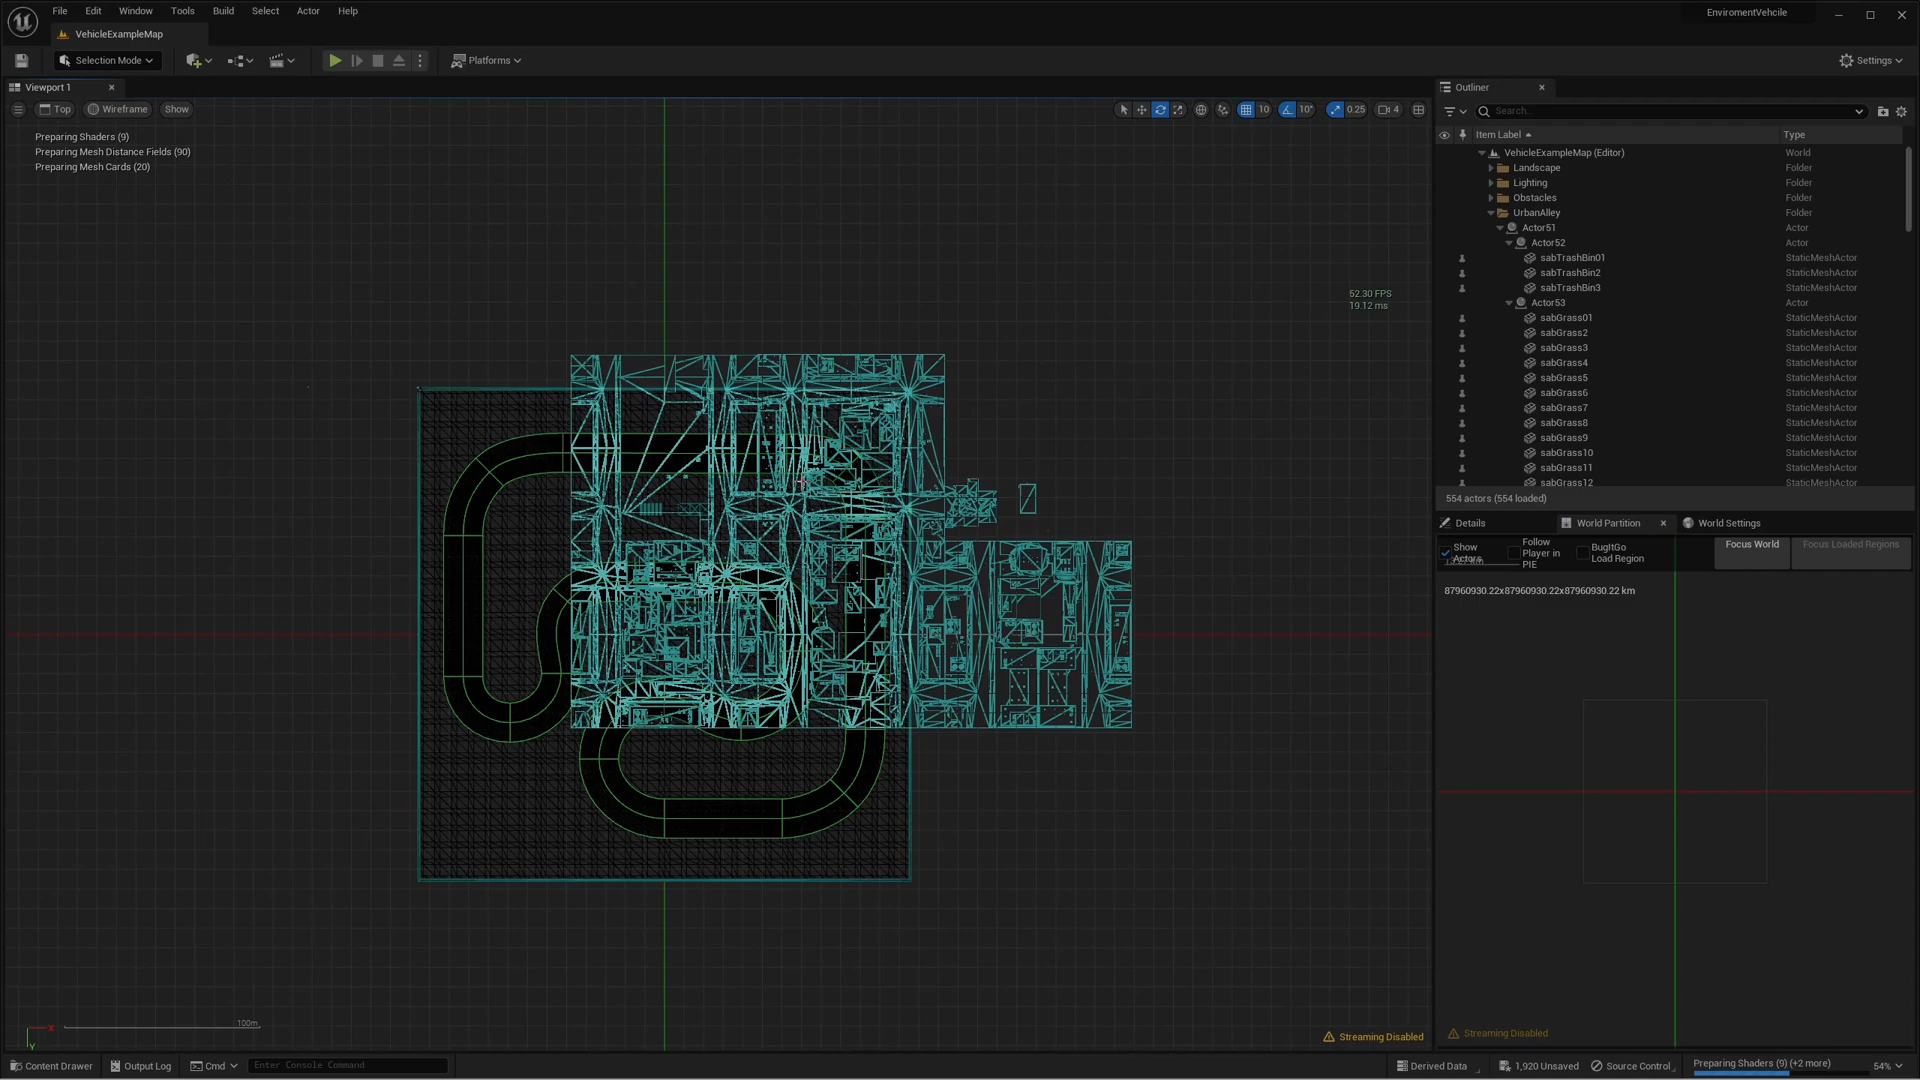 File Edit Window Tools Build Select Actor Help
EnviromentVehcile
VehicleExampleMap
Selection Mode
Platforms
Settings
Viewport 1
Outliner
Top Wireframe Show
10 10° 0.25 4
Search...
Preparing Shaders (9)
Preparing Mesh Distance Fields (90)
Preparing Mesh Cards (20)
Item Label Type
VehicleExampleMap (Editor) World
Landscape Folder
Lighting Folder
Obstacles Folder
UrbanAlley Folder
Actor51 Actor
Actor52 Actor
sabTrashBin01 StaticMeshActor
sabTrashBin2 StaticMeshActor
sabTrashBin3 StaticMeshActor
Actor53 Actor
sabGrass01 StaticMeshActor
sabGrass2 StaticMeshActor
sabGrass3 StaticMeshActor
sabGrass4 StaticMeshActor
sabGrass5 StaticMeshActor
sabGrass6 StaticMeshActor
sabGrass7 StaticMeshActor
sabGrass8 StaticMeshActor
sabGrass9 StaticMeshActor
sabGrass10 StaticMeshActor
sabGrass11 StaticMeshActor
sabGrass12 StaticMeshActor
52.30 FPS
19.12 ms
554 actors (554 loaded)
Details World Partition World Settings
Show Actors
Follow Player in PIE
BugItGo Load Region
Focus World
Focus Loaded Regions
87960930.22x87960930.22x87960930.22 km
X
Y
100m
Streaming Disabled
Streaming Disabled
Content Drawer Output Log Cmd Enter Console Command
Derived Data 1,920 Unsaved Source Control Preparing Shaders (9) (+2 more) 54%